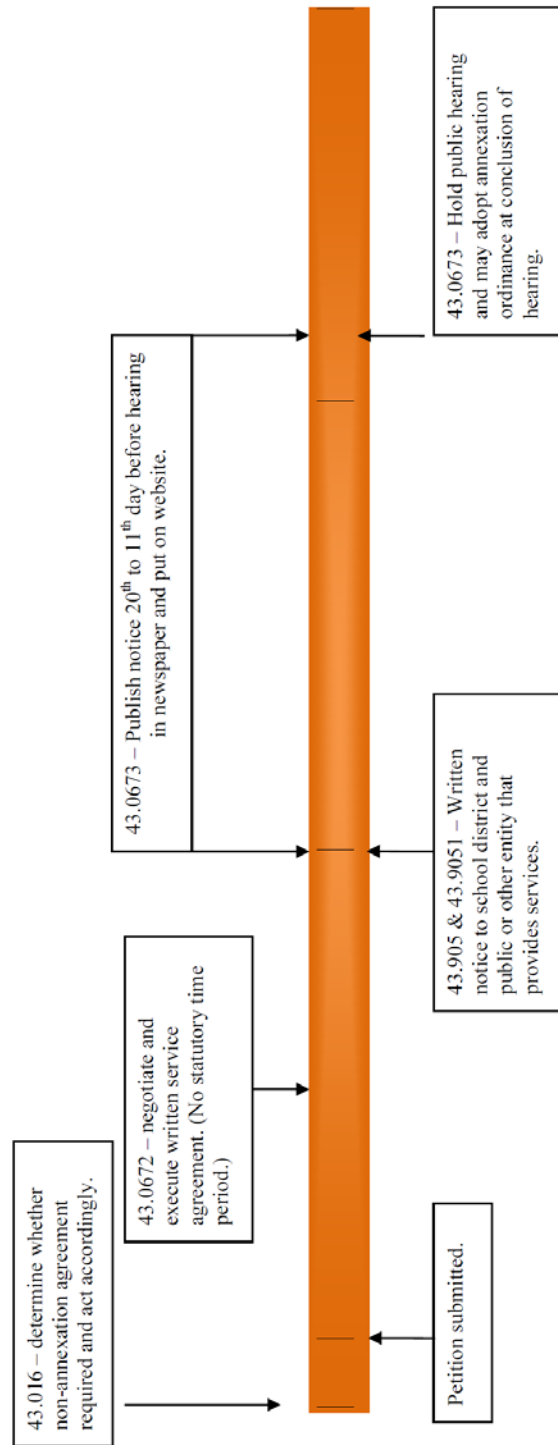 43.016 – determine whether
non-annexation agreement
required and act accordingly.
43.0672 – negotiate and
execute written service
agreement. (No statutory time
period.)
43.0673 – Publish notice 20th to 11th day before hearing
in newspaper and put on website.
Petition submitted.
43.905 & 43.9051 – Written
notice to school district and
public or other entity that
provides services.
43.0673 – Hold public hearing
and may adopt annexation
ordinance at conclusion of
hearing.